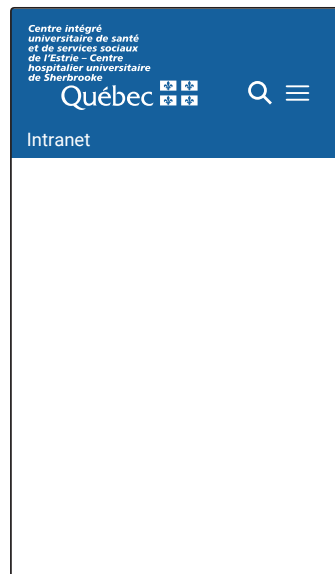 Centre intégré
universitaire de santé
et de services sociaux
de l'Estrie – Centre
hospitalier universitaire
de Sherbrooke
Québec
Intranet